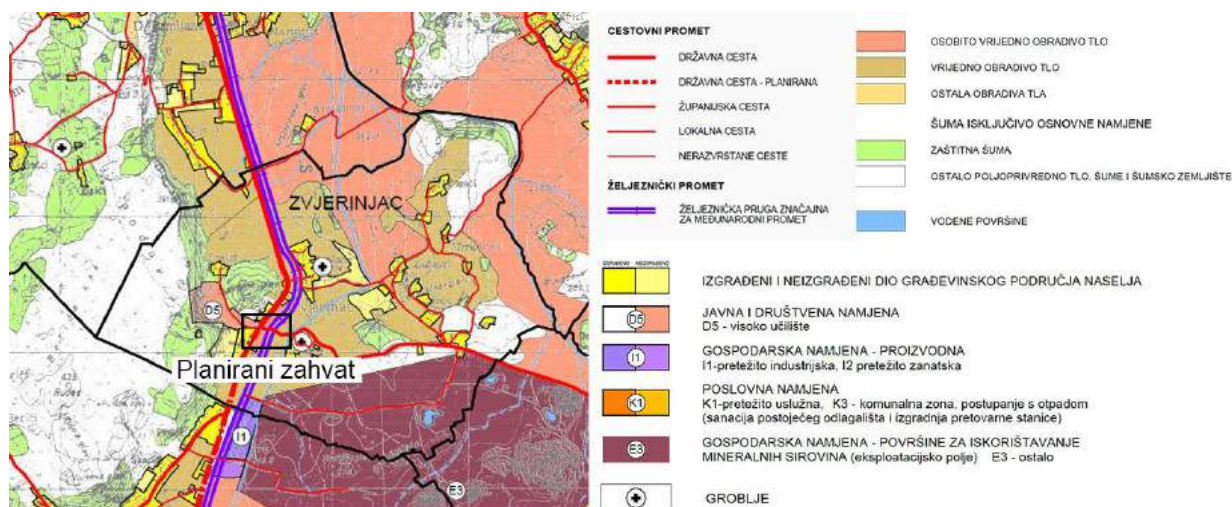 ZVJERINJAC
D5
Planirani zahvat
I1
E3
CESTOVNI PROMET
DRŽAVNA CESTA
DRŽAVNA CESTA - PLANIRANA
ŽUPANIJSKA CESTA
LOKALNA CESTA
NERAZVRSTANE CESTE
ŽELJEZNIČKI PROMET
ŽELJEZNIČKA PRUGA ZNAČAJNA
ZA MEĐUNARODNI PROMET
OSOBITO VRIJEDNO OBRADIVO TLO
VRIJEDNO OBRADIVO TLO
OSTALA OBRADIVA TLA
ŠUMA ISKLJUČIVO OSNOVNE NAMJENE
ZAŠTITNA ŠUMA
OSTALO POLJOPRIVREDNO TLO, ŠUME I ŠUMSKO ZEMLJIŠTE
VODENE POVRŠINE
IZGRAĐENO NEIZGRAĐENO
IZGRAĐENI I NEIZGRAĐENI DIO GRAĐEVINSKOG PODRUČJA NASELJA
D5
JAVNA I DRUŠTVENA NAMJENA
D5 - visoko učilište
I1
GOSPODARSKA NAMJENA - PROIZVODNA
I1-pretežito industrijska, I2 pretežito zanatska
K1
POSLOVNA NAMJENA
K1-pretežito uslužna, K3 - komunalna zona, postupanje s otpadom
(sanacija postojećeg odlagališta i izgradnja pretovarne stanice)
E3
GOSPODARSKA NAMJENA - POVRŠINE ZA ISKORIŠTAVANJE
MINERALNIH SIROVINA (eksploatacijsko polje) E3 - ostalo
GROBLJE